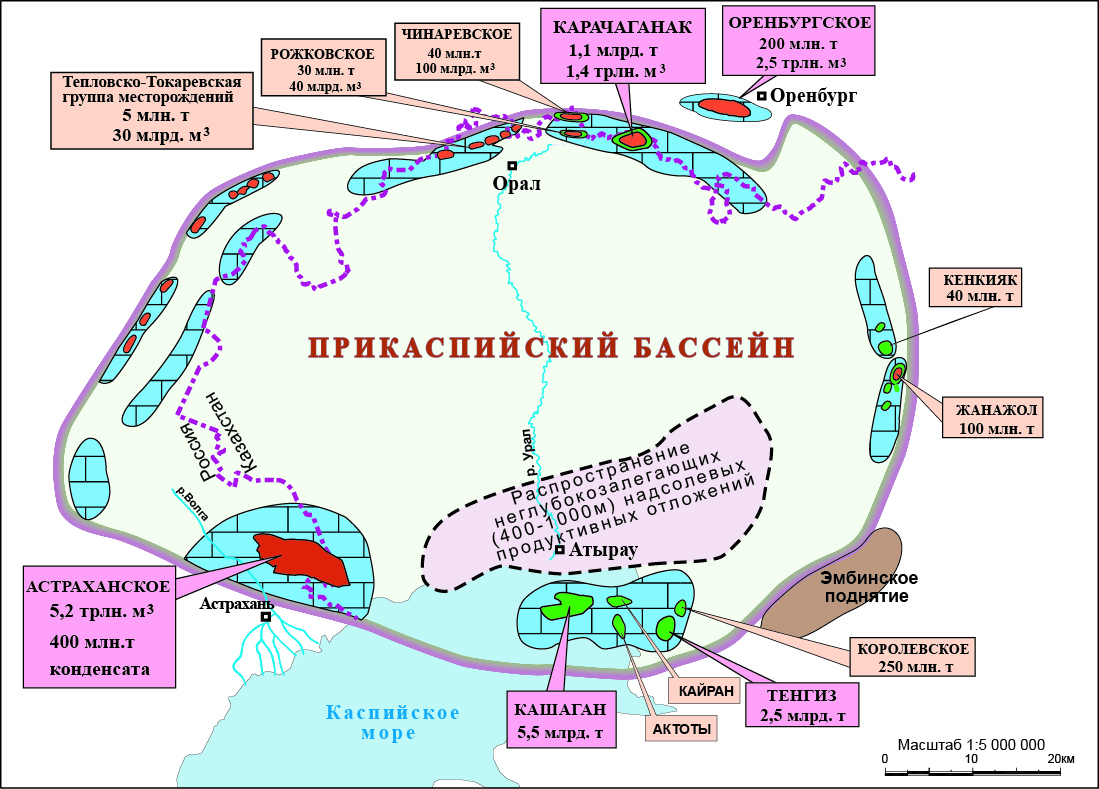 ЧИНАРЕВСКОЕ
40 млн.т
100 млрд. м³
КАРАЧАГАНАК
1,1 млрд. т
1,4 трлн. м³
ОРЕНБУРГСКОЕ
200 млн. т
2,5 трлн. м³
РОЖКОВСКОЕ
30 млн. т
40 млрд. м³
Тепловско-Токаревская
группа месторождений
5 млн. т
30 млрд. м³
Оренбург
Орал
КЕНКИЯК
40 млн. т
ПРИКАСПИЙСКИЙ БАССЕЙН
ЖАНАЖОЛ
100 млн. т
Россия
Казахстан
р. Урал
р.Волга
Распространение
неглубокозалегающих
(400-1000м) надсолевых
продуктивных отложений
Атырау
Эмбинское
поднятие
АСТРАХАНСКОЕ
5,2 трлн. м³
400 млн.т
конденсата
Астрахань
КОРОЛЕВСКОЕ
250 млн. т
КАЙРАН
ТЕНГИЗ
2,5 млрд. т
КАШАГАН
5,5 млрд. т
АКТОТЫ
Каспийское
море
Масштаб 1:5 000 000
0 10 20км